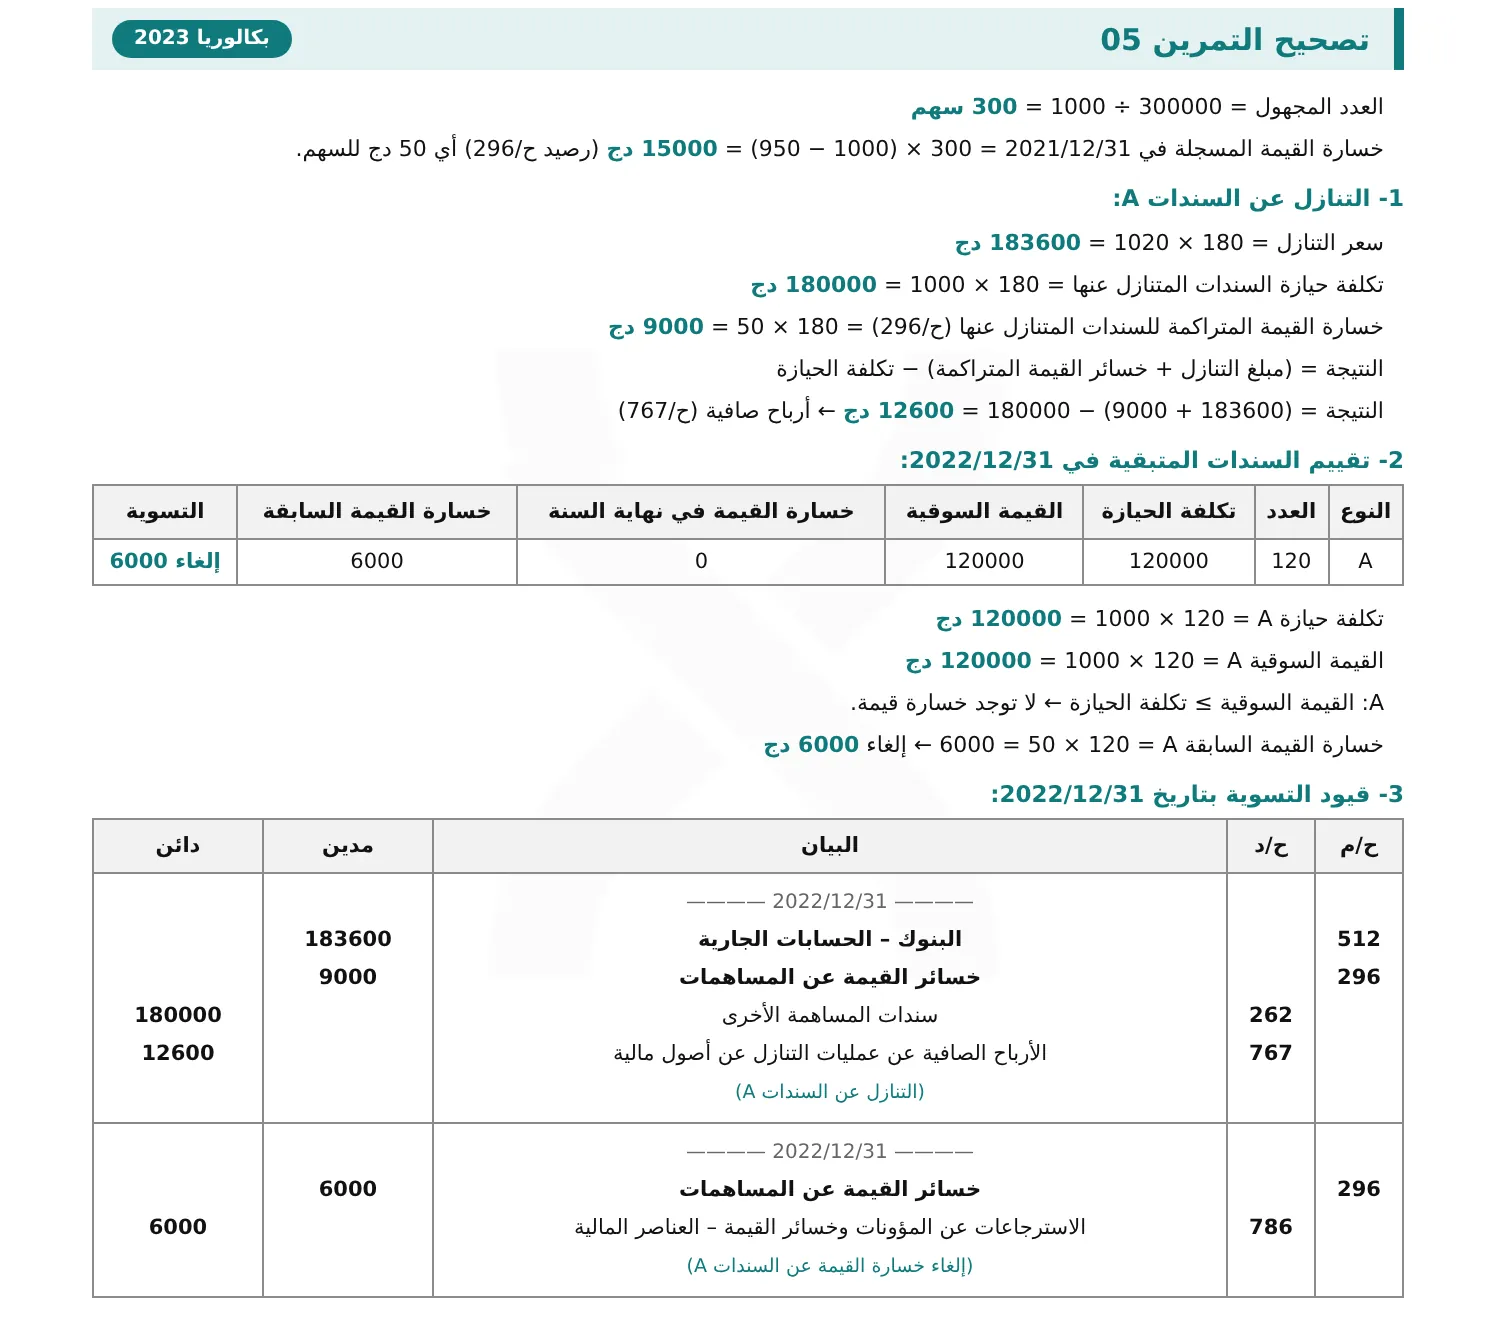 تصحيح التمرين 05
بكالوريا 2023
العدد المجهول = 300000 ÷ 1000 = 300 سهم
خسارة القيمة المسجلة في 2021/12/31 = 300 × (1000 − 950) = 15000 دج (رصيد ح/296) أي 50 دج للسهم.
1- التنازل عن السندات A:
سعر التنازل = 180 × 1020 = 183600 دج
تكلفة حيازة السندات المتنازل عنها = 180 × 1000 = 180000 دج
خسارة القيمة المتراكمة للسندات المتنازل عنها (ح/296) = 180 × 50 = 9000 دج
النتيجة = (مبلغ التنازل + خسائر القيمة المتراكمة) − تكلفة الحيازة
النتيجة = (183600 + 9000) − 180000 = 12600 دج ← أرباح صافية (ح/767)
2- تقييم السندات المتبقية في 2022/12/31:
النوع العدد تكلفة الحيازة القيمة السوقية خسارة القيمة في نهاية السنة خسارة القيمة السابقة التسوية
A 120 120000 120000 0 6000 إلغاء 6000
تكلفة حيازة A = 120 × 1000 = 120000 دج
القيمة السوقية A = 120 × 1000 = 120000 دج
A: القيمة السوقية ≥ تكلفة الحيازة ← لا توجد خسارة قيمة.
خسارة القيمة السابقة A = 120 × 50 = 6000 ← إلغاء 6000 دج
3- قيود التسوية بتاريخ 2022/12/31:
ح/م ح/د البيان مدين دائن
———— 2022/12/31 ————
512 البنوك – الحسابات الجارية 183600
296 خسائر القيمة عن المساهمات 9000
262 سندات المساهمة الأخرى 180000
767 الأرباح الصافية عن عمليات التنازل عن أصول مالية 12600
(التنازل عن السندات A)
———— 2022/12/31 ————
296 خسائر القيمة عن المساهمات 6000
786 الاسترجاعات عن المؤونات وخسائر القيمة – العناصر المالية 6000
(إلغاء خسارة القيمة عن السندات A)